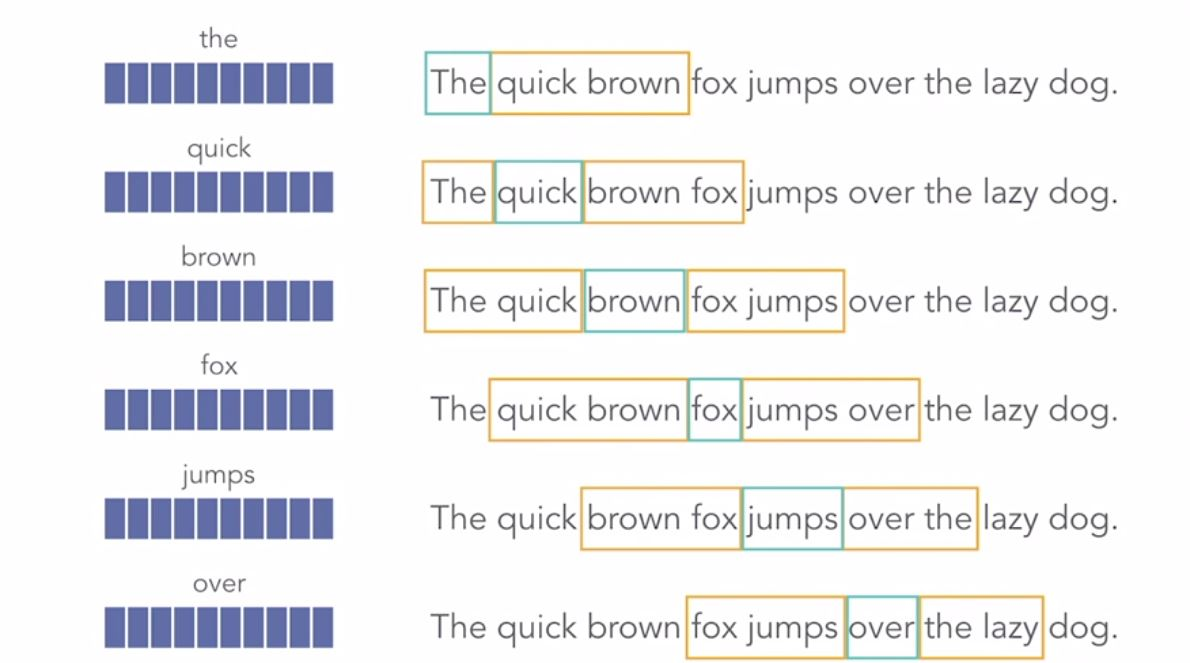 the
The quick brown fox jumps over the lazy dog.
quick
The quick brown fox jumps over the lazy dog.
brown
The quick brown fox jumps over the lazy dog.
fox
The quick brown fox jumps over the lazy dog.
jumps
The quick brown fox jumps over the lazy dog.
over
The quick brown fox jumps over the lazy dog.